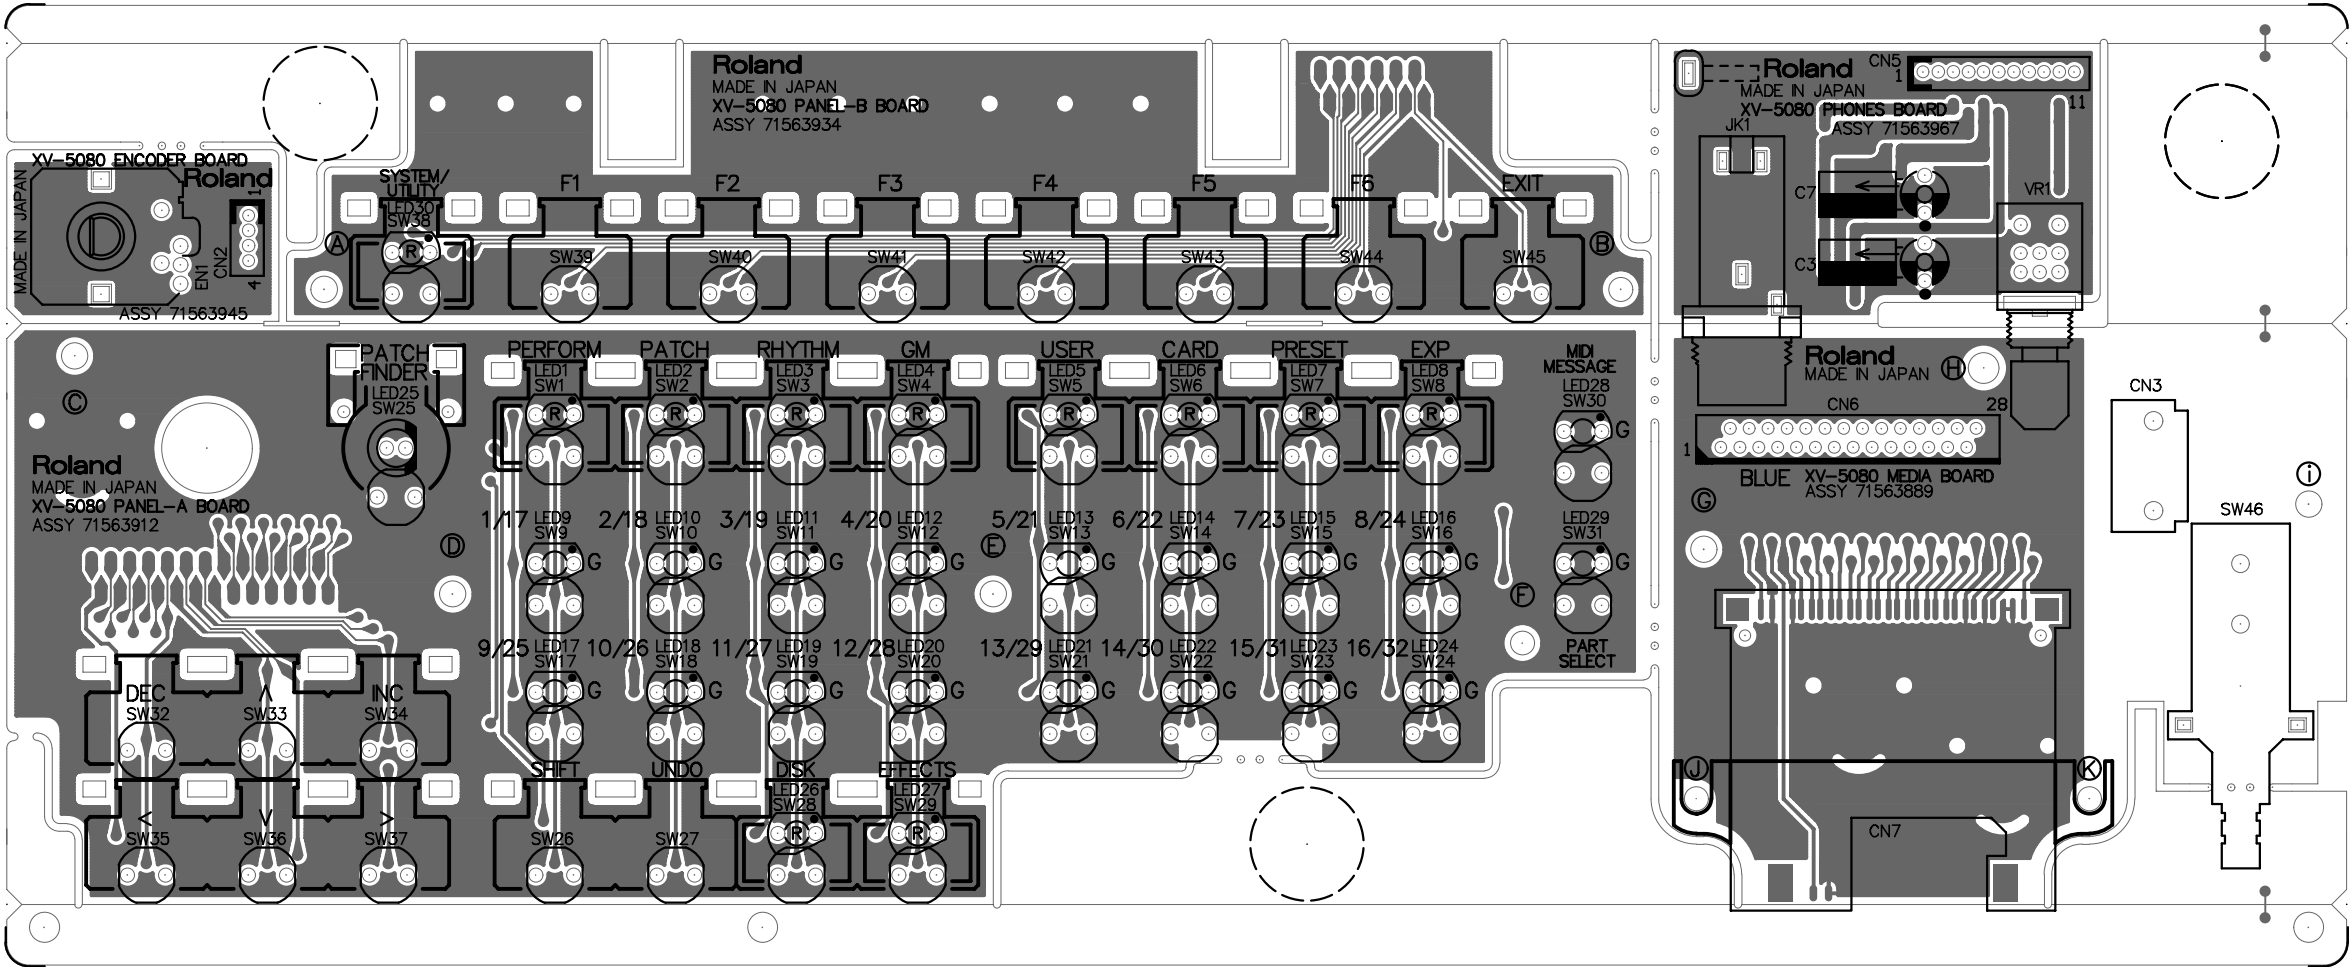 Roland
MADE IN JAPAN
XV-5080 PANEL-B BOARD
ASSY 71563934
Roland
MADE IN JAPAN
XV-5080 PHONES BOARD
ASSY 71563967
CN5
1
11
JK1
C7
C3
VR1
XV-5080 ENCODER BOARD
Roland
MADE IN JAPAN
1
CN2
4
EN1
ASSY 71563945
SYSTEM/
UTILITY
LED30
SW38
R
A
F1
F2
F3
F4
F5
F6
EXIT
SW39
SW40
SW41
SW42
SW43
SW44
SW45
B
C
PATCH
FINDER
LED25
SW25
Roland
MADE IN JAPAN
XV-5080 PANEL-A BOARD
ASSY 71563912
PERFORM
PATCH
RHYTHM
GM
USER
CARD
PRESET
EXP
LED1
SW1
LED2
SW2
LED3
SW3
LED4
SW4
LED5
SW5
LED6
SW6
LED7
SW7
LED8
SW8
R R R R R R R R
MIDI
MESSAGE
LED28
SW30
G
D
E
1/17
LED9
SW9
G
2/18
LED10
SW10
G
3/19
LED11
SW11
G
4/20
LED12
SW12
G
5/21
LED13
SW13
G
6/22
LED14
SW14
G
7/23
LED15
SW15
G
8/24
LED16
SW16
G
LED29
SW31
G
F
PART
SELECT
9/25
LED17
SW17
G
10/26
LED18
SW18
G
11/27
LED19
SW19
G
12/28
LED20
SW20
G
13/29
LED21
SW21
G
14/30
LED22
SW22
G
15/31
LED23
SW23
G
16/32
LED24
SW24
G
DEC
SW32
∧
SW33
INC
SW34
<
SW35
∨
SW36
>
SW37
SHIFT
SW26
UNDO
SW27
DISK
LED26
SW28
R
EFFECTS
LED27
SW29
R
Roland
MADE IN JAPAN
H
CN6
28
1
BLUE
XV-5080 MEDIA BOARD
ASSY 71563889
G
CN3
i
SW46
J
K
CN7